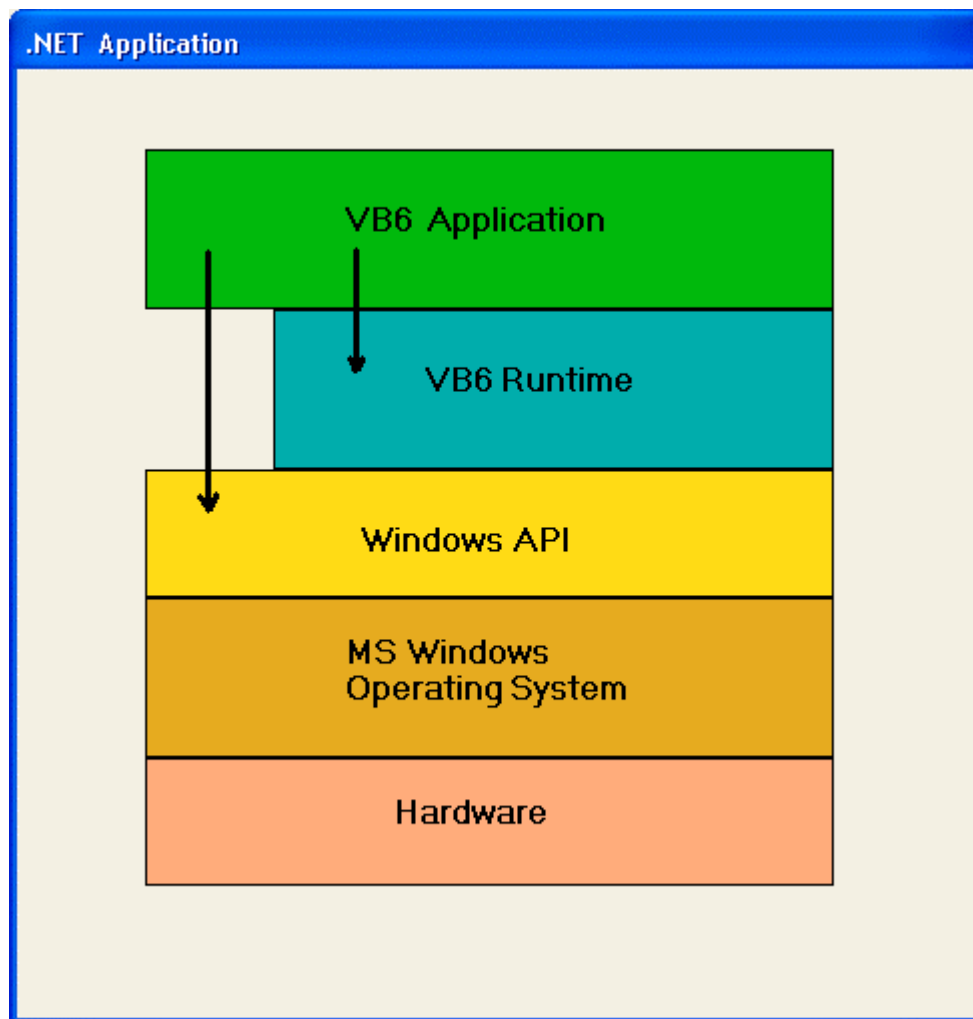 .NET Application
VB6 Application
VB6 Runtime
Windows API
MS Windows
Operating System
Hardware